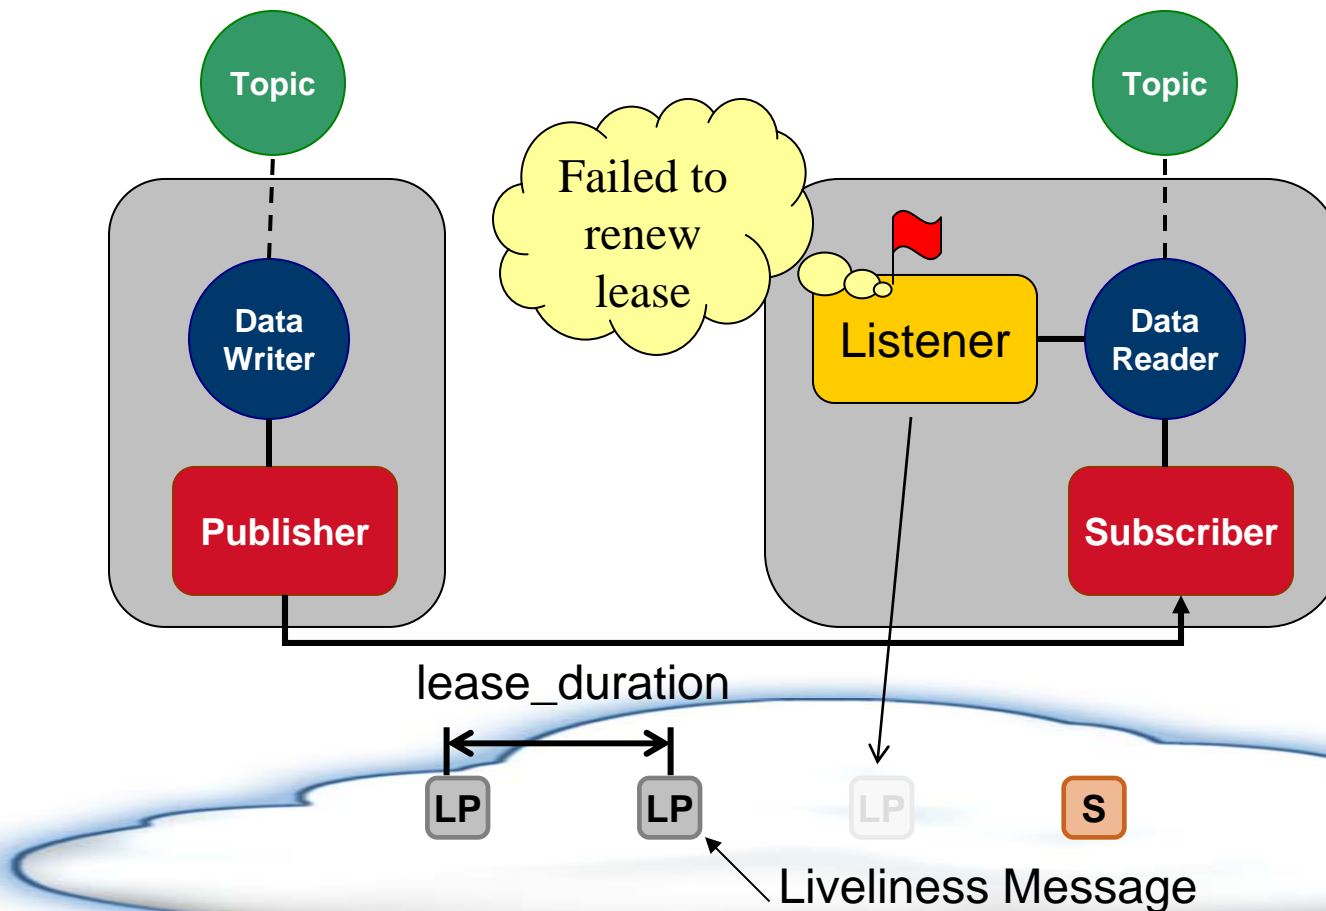 Topic
Topic
Failed to
renew
lease
Data
Writer
Listener
Data
Reader
Publisher
Subscriber
lease_duration
LP
LP
LP
S
Liveliness Message